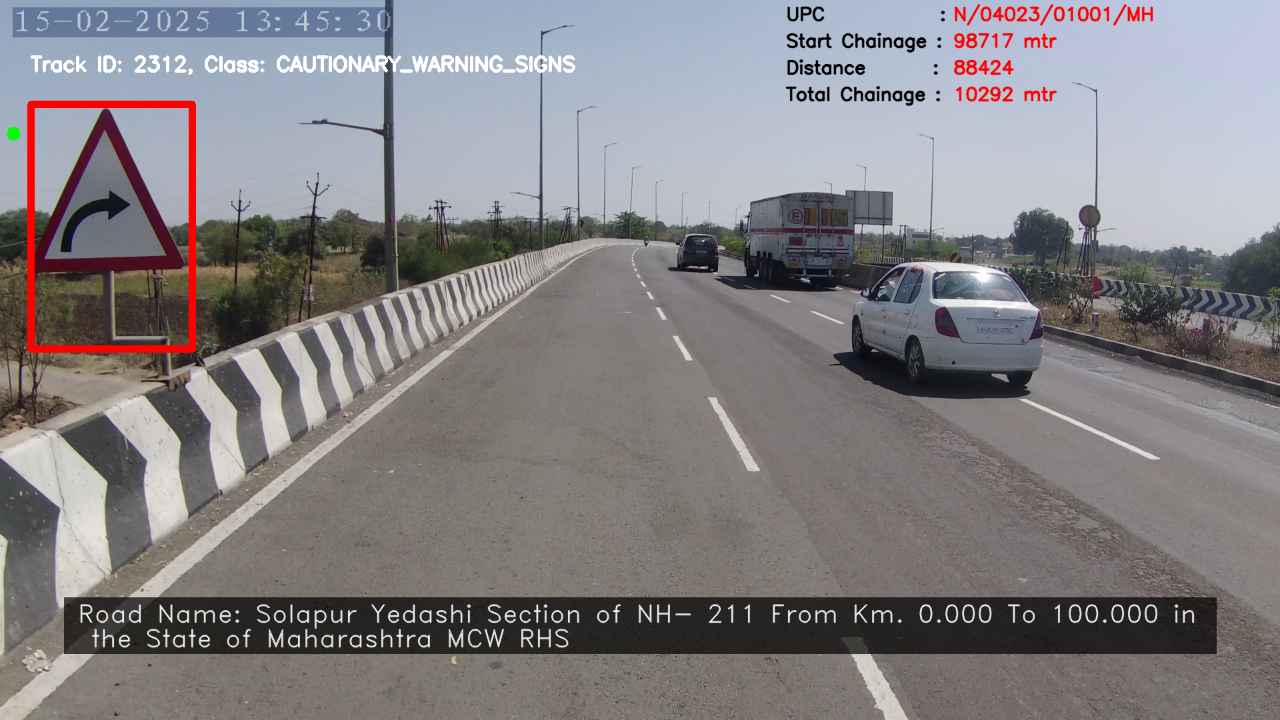 15-02-2025 13:45:30
Track ID: 2312, Class: CAUTIONARY_WARNING_SIGNS
UPC : N/04023/01001/MH
Start Chainage : 98717 mtr
Distance : 88424
Total Chainage : 10292 mtr
Road Name: Solapur Yedashi Section of NH- 211 From Km. 0.000 To 100.000 in
the State of Maharashtra MCW RHS